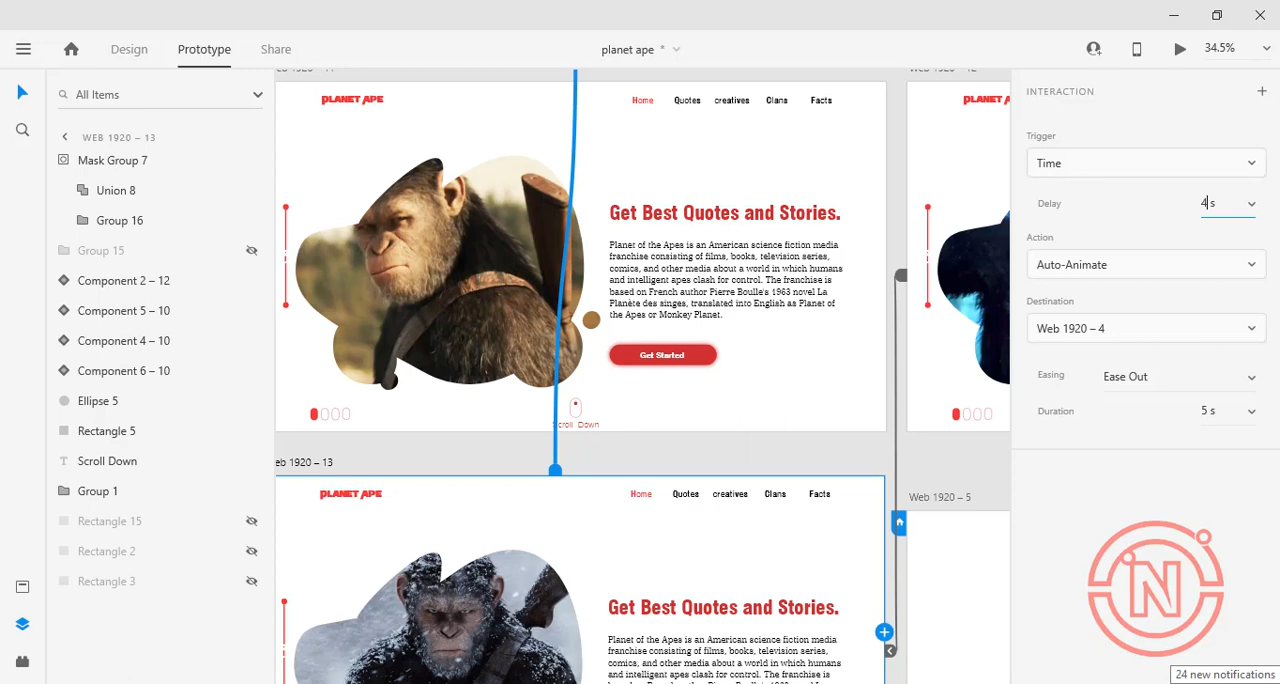 Design
Prototype
Share
planet ape *
34.5%
All Items
WEB 1920 – 13
Mask Group 7
Union 8
Group 16
Group 15
Component 2 – 12
Component 5 – 10
Component 4 – 10
Component 6 – 10
Ellipse 5
Rectangle 5
Scroll Down
Group 1
Rectangle 15
Rectangle 2
Rectangle 3
PLANET APE
Home Quotes creatives Clans Facts
Get Best Quotes and Stories.
Planet of the Apes is an American science fiction media
franchise consisting of films, books, television series,
comics, and other media about a world in which humans
and intelligent apes clash for control. The franchise is
based on French author Pierre Boulle's 1963 novel La
Planète des singes, translated into English as Planet of
the Apes or Monkey Planet.
Get Started
Scroll Down
PLANET A
eb 1920 – 13
PLANET APE
Home Quotes creatives Clans Facts
Get Best Quotes and Stories.
Planet of the Apes is an American science fiction media
franchise consisting of films, books, television series,
comics, and other media about a world in which humans
and intelligent apes clash for control. The franchise is
Web 1920 – 5
INTERACTION
Trigger
Time
Delay
4 s
Action
Auto-Animate
Destination
Web 1920 – 4
Easing
Ease Out
Duration
5 s
N
24 new notifications